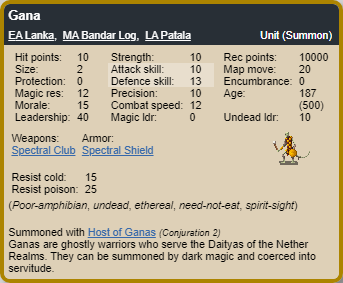 Gana
EA Lanka, MA Bandar Log, LA Patala Unit (Summon)
Hit points: 10 Strength: 10 Rec points: 10000
Size: 2 Attack skill: 10 Map move: 20
Protection: 0 Defence skill: 13 Encumbrance: 0
Magic res: 12 Precision: 10 Age: 187
Morale: 15 Combat speed: 12 (500)
Leadership: 40 Magic ldr: 0 Undead ldr: 10
Weapons: Armor:
Spectral Club Spectral Shield
Resist cold: 15
Resist poison: 25
(Poor-amphibian, undead, ethereal, need-not-eat, spirit-sight)
Summoned with Host of Ganas (Conjuration 2)
Ganas are ghostly warriors who serve the Daityas of the Nether
Realms. They can be summoned by dark magic and coerced into
servitude.